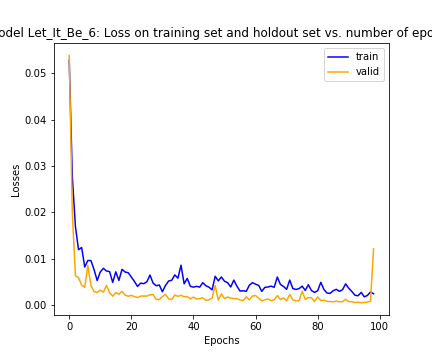 odel Let_It_Be_6: Loss on training set and holdout set vs. number of epo
train
valid
Losses
0.05
0.04
0.03
0.02
0.01
0.00
0
20
40
60
80
100
Epochs